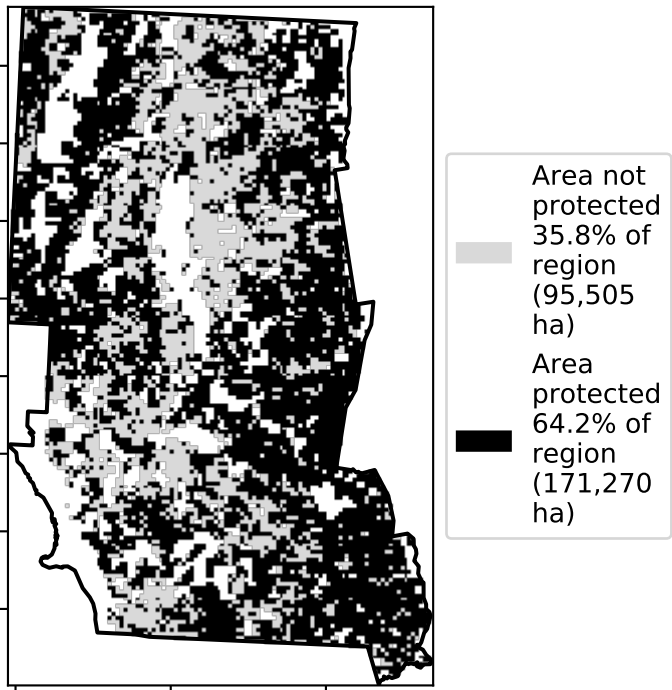 Area not
protected
35.8% of
region
(95,505
ha)
Area
protected
64.2% of
region
(171,270
ha)